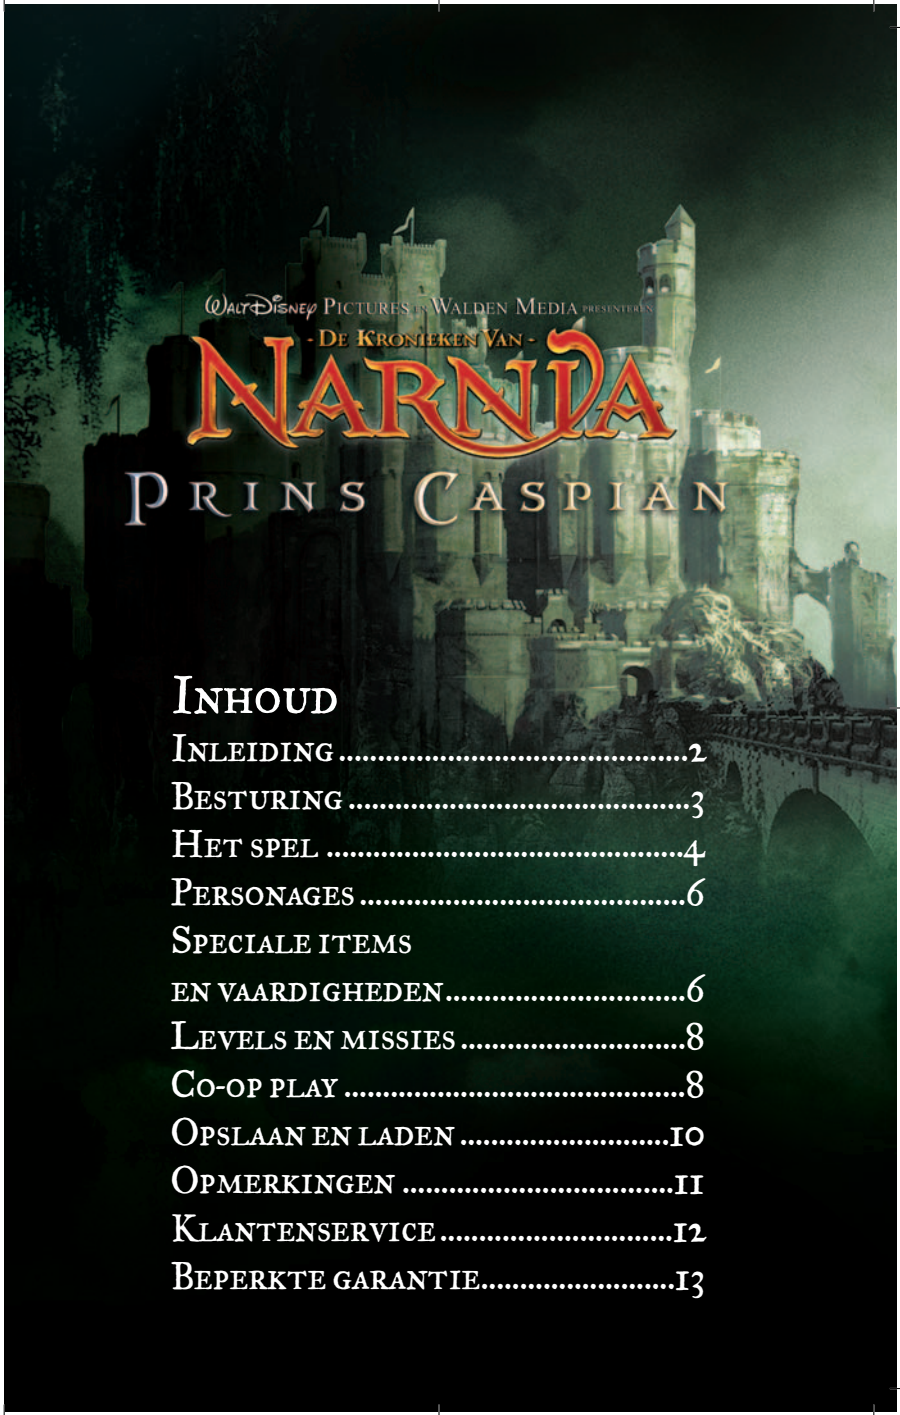 Walt Disney Pictures en Walden Media presenteren
- De Kronieken Van -
Narnia
Prins Caspian
Inhoud
Inleiding ..............................................2
Besturing .............................................3
Het spel ...............................................4
Personages ...........................................6
Speciale items
en vaardigheden................................6
Levels en missies ..............................8
Co-op play .............................................8
Opslaan en laden ...........................10
Opmerkingen ....................................11
Klantenservice ...............................12
Beperkte garantie..........................13